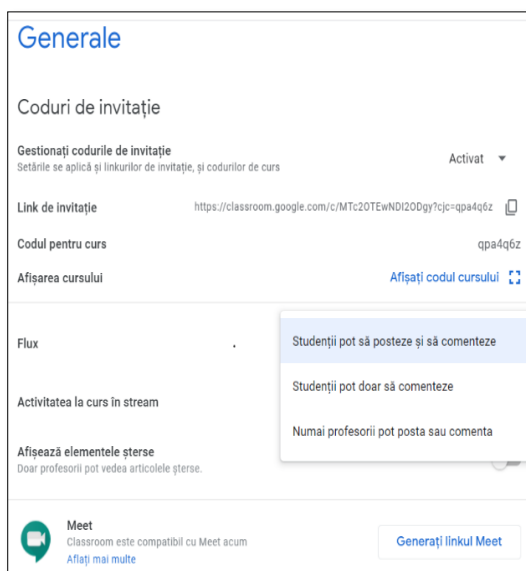 Generale
Coduri de invitație
Gestionați codurile de invitație
Setările se aplică și linkurilor de invitație, și codurilor de curs
Activat
Link de invitație
https://classroom.google.com/c/MTc2OTEwNDI2ODgy?cjc=qpa4q6z
Codul pentru curs
qpa4q6z
Afișarea cursului
Afișați codul cursului
Flux
.
Studenții pot să posteze și să comenteze
Studenții pot doar să comenteze
Activitatea la curs în stream
Numai profesorii pot posta sau comenta
Afișează elementele șterse
Doar profesorii pot vedea articolele șterse.
Meet
Classroom este compatibil cu Meet acum
Aflați mai multe
Generați linkul Meet